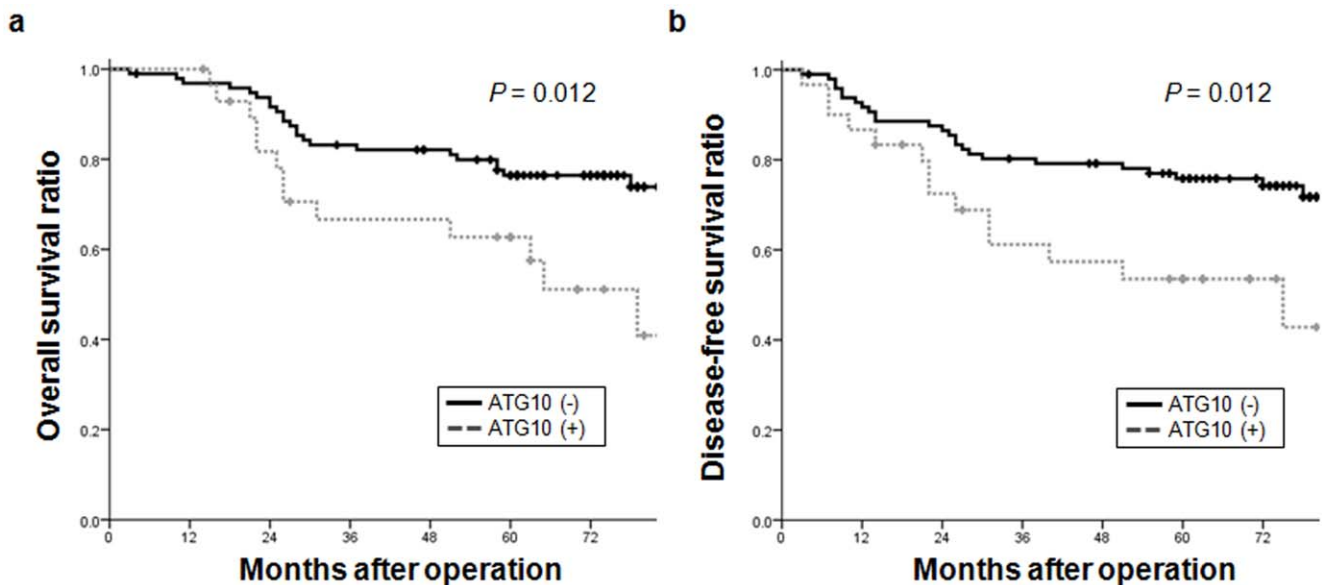 a
Overall survival ratio
1.0
0.8
0.6
0.4
0.2
0.0
P = 0.012
ATG10 (-)
ATG10 (+)
0 12 24 36 48 60 72
Months after operation
b
Disease-free survival ratio
1.0
0.8
0.6
0.4
0.2
0.0
P = 0.012
ATG10 (-)
ATG10 (+)
0 12 24 36 48 60 72
Months after operation